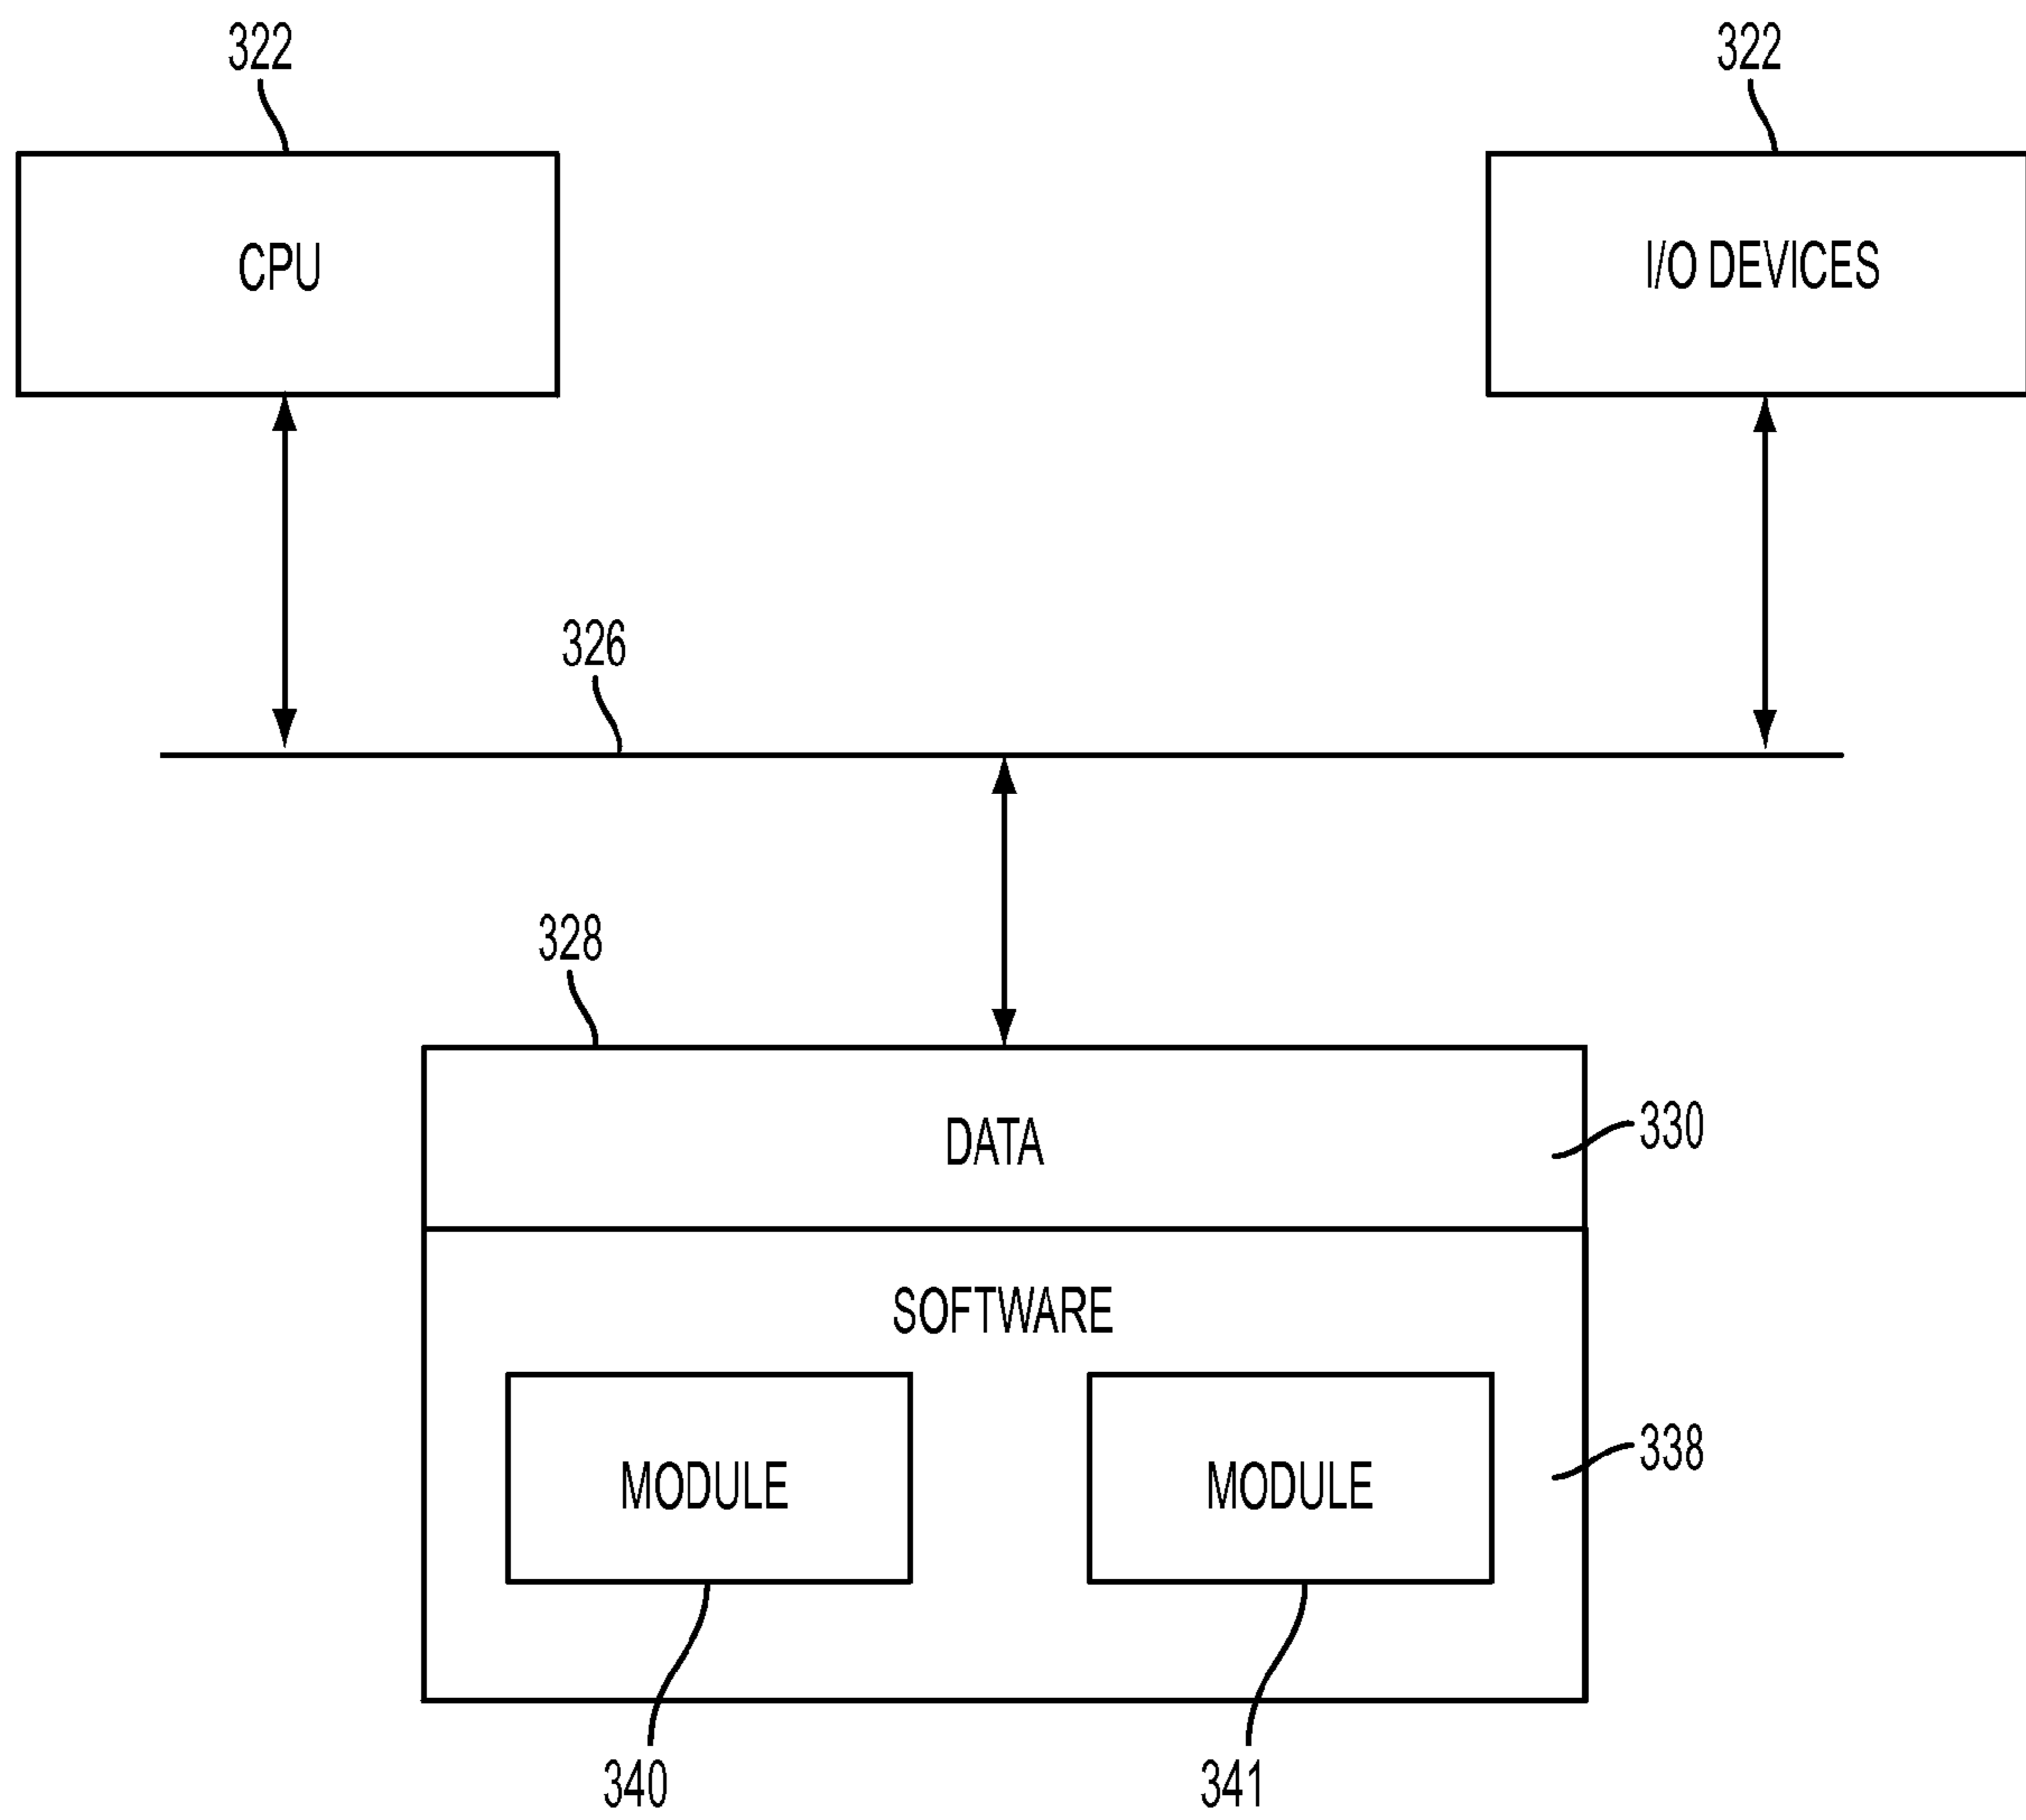 322
322
CPU
I/O DEVICES
326
328
DATA
330
SOFTWARE
MODULE
MODULE
338
340
341